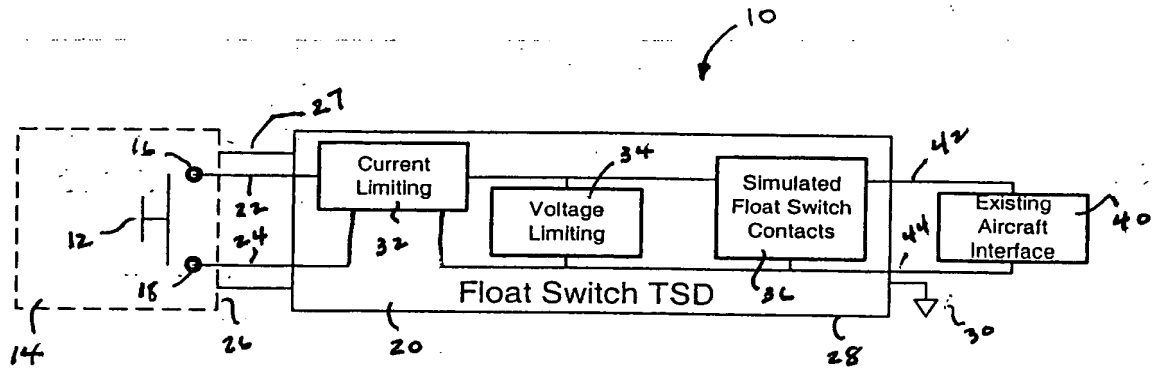 10
27
16
22
12
24
18
14
26
Current
Limiting
32
34
Voltage
Limiting
Simulated
Float Switch
Contacts
36
42
44
Existing
Aircraft
Interface
40
Float Switch TSD
20
28
30